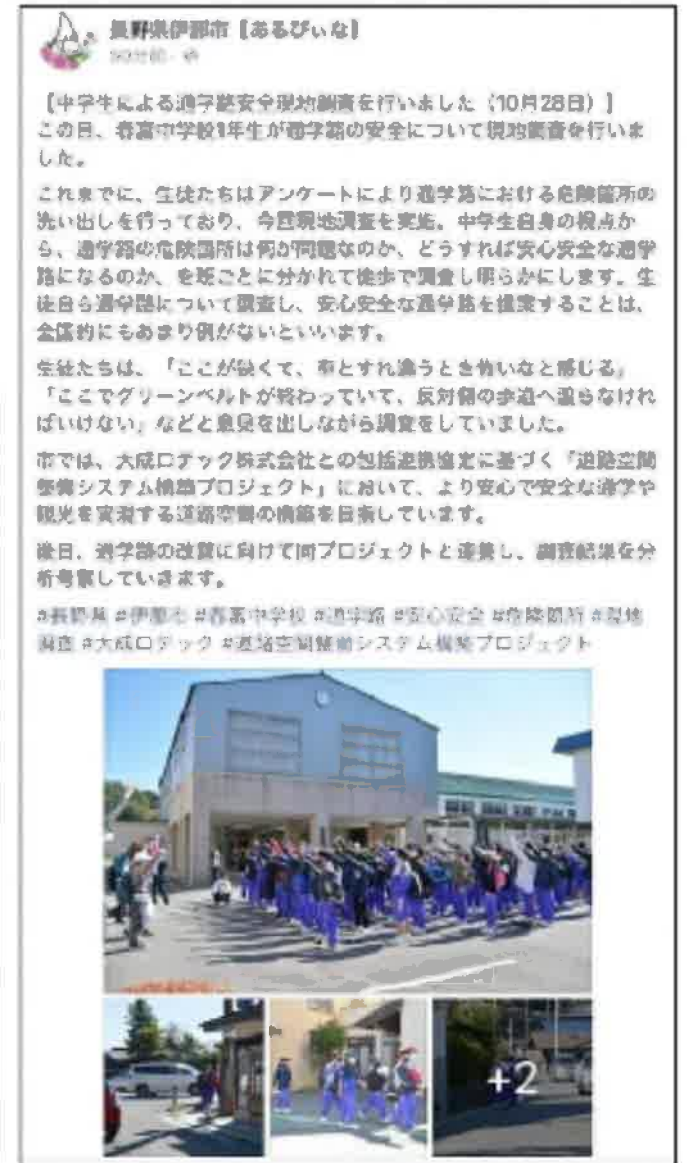 長野県伊那市【あるぴぃな】
【中学生による通学路安全現地調査を行いました（10月28日）】
この日、春富中学校1年生が通学路の安全について現地調査を行いま
した。
これまでに、生徒たちはアンケートにより通学路における危険箇所の
洗い出しを行っており、今回現地調査を実施。中学生自身の視点か
ら、通学路の危険箇所は何が問題なのか、どうすれば安心安全な通学
路になるのか、を班ごとに分かれて徒歩で調査し明らかにします。生
徒自ら通学路について調査し、安心安全な通学路を提案することは、
全国的にもあまり例がないといいます。
生徒たちは、「ここが狭くて、車とすれ違うとき怖いなと感じる」
「ここでグリーンベルトが終わっていて、反対側の歩道へ渡らなけれ
ばいけない」などと意見を出しながら調査をしていました。
市では、大成ロテック株式会社との包括連携協定に基づく「道路空間
整備システム構築プロジェクト」において、より安心で安全な通学や
観光を実現する道路空間の構築を目指しています。
後日、通学路の改善に向けて同プロジェクトと連携し、調査結果を分
析考察していきます。
#長野県 #伊那市 #春富中学校 #通学路 #安心安全 #危険箇所 #現地
調査 #大成ロテック #道路空間整備システム構築プロジェクト
+2